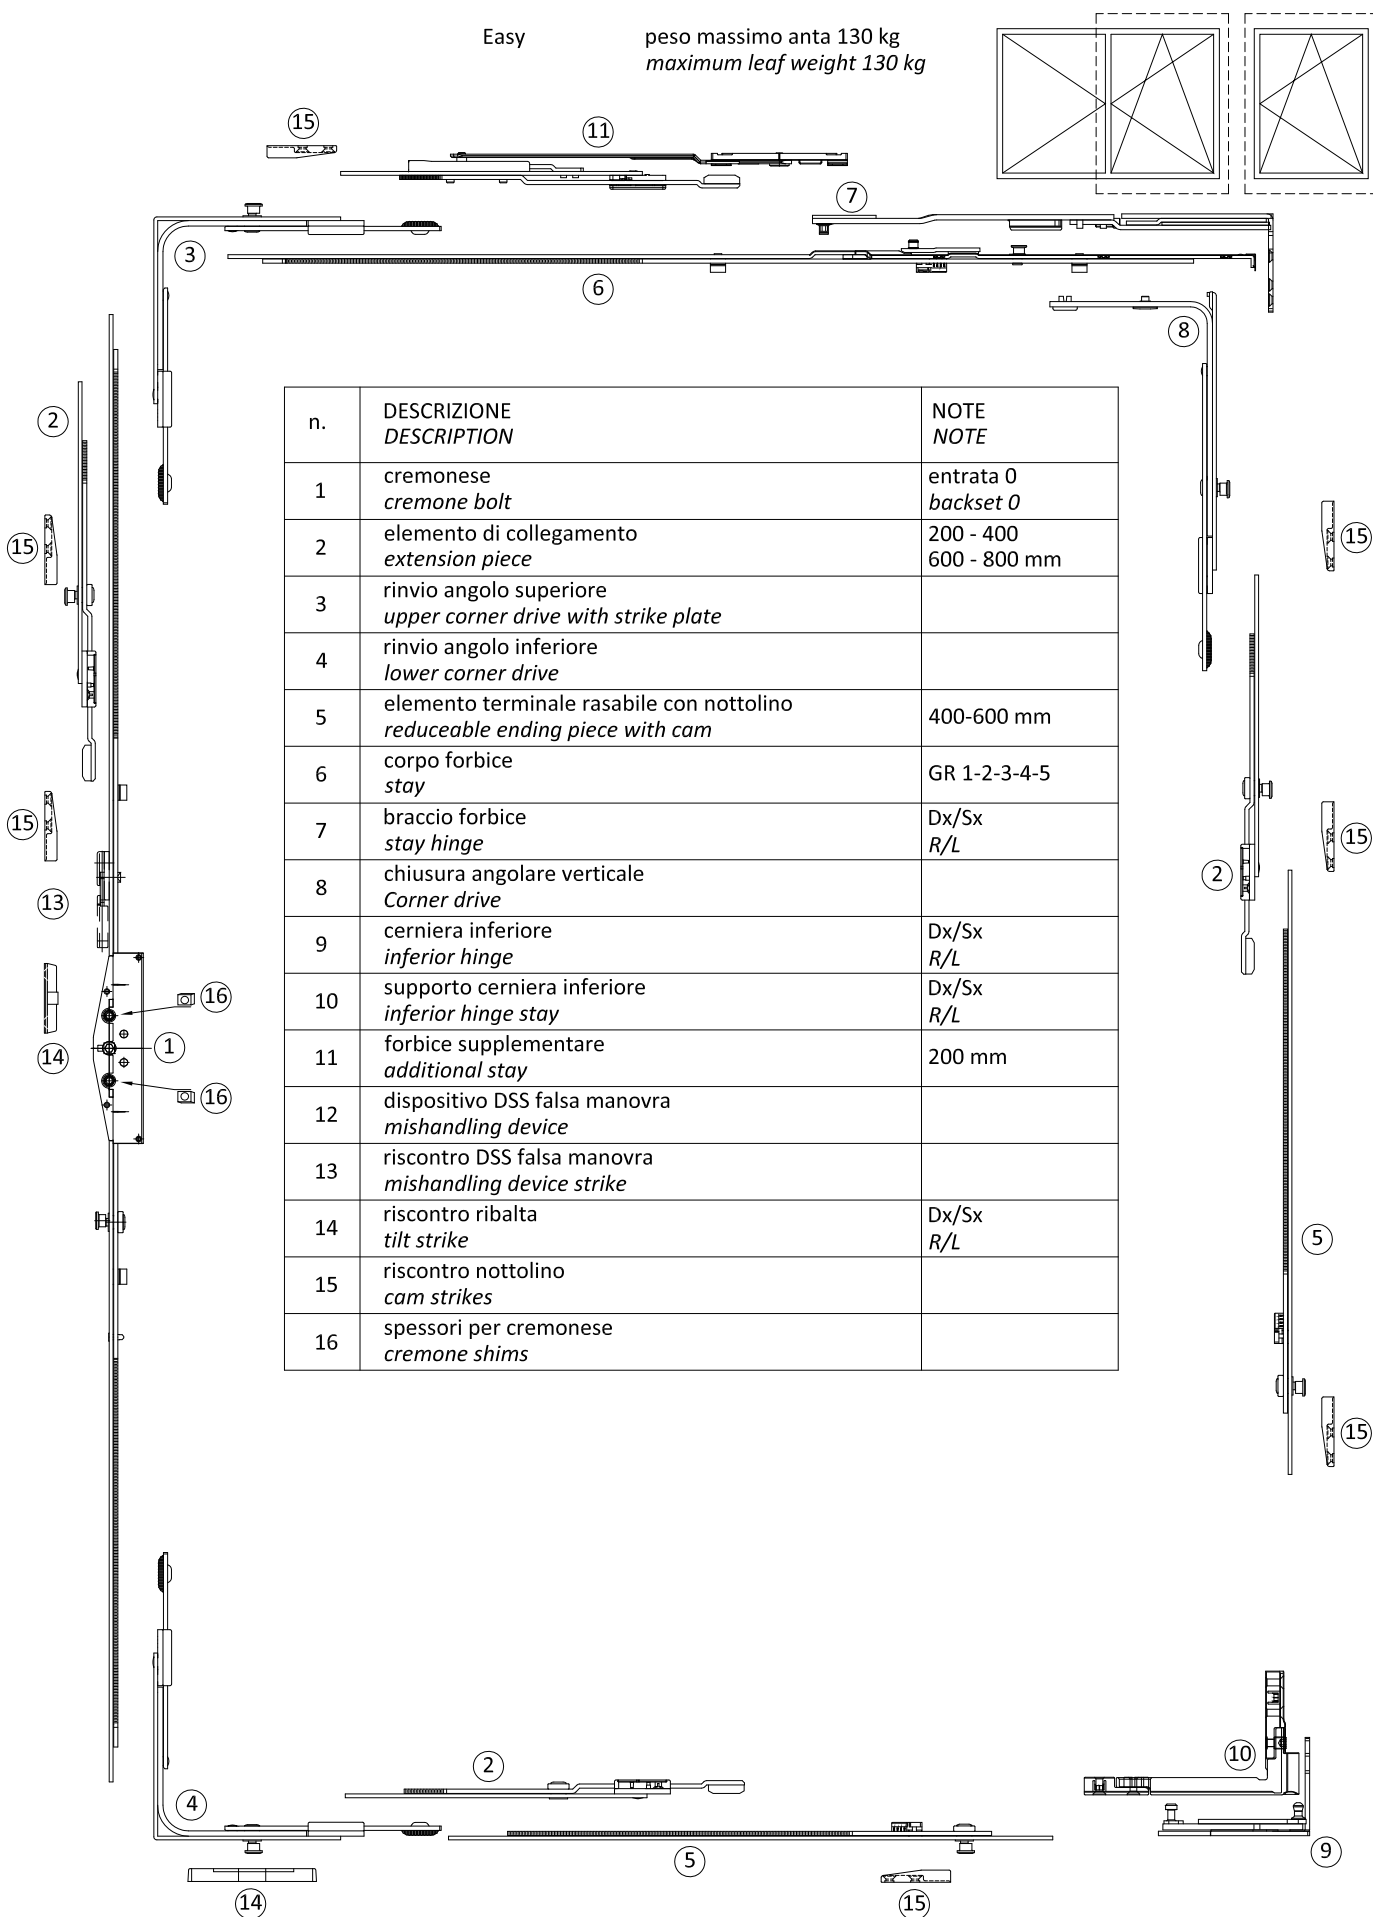 Easy
peso massimo anta 130 kg
maximum leaf weight 130 kg
15
11
7
3
6
8
2
15
15
13
14
16
1
16
15
15
2
5
15
n.
DESCRIZIONE
DESCRIPTION
NOTE
NOTE
1
cremonese
cremone bolt
entrata 0
backset 0
2
elemento di collegamento
extension piece
200 - 400
600 - 800 mm
3
rinvio angolo superiore
upper corner drive with strike plate
4
rinvio angolo inferiore
lower corner drive
5
elemento terminale rasabile con nottolino
reduceable ending piece with cam
400-600 mm
6
corpo forbice
stay
GR 1-2-3-4-5
7
braccio forbice
stay hinge
Dx/Sx
R/L
8
chiusura angolare verticale
Corner drive
9
cerniera inferiore
inferior hinge
Dx/Sx
R/L
10
supporto cerniera inferiore
inferior hinge stay
Dx/Sx
R/L
11
forbice supplementare
additional stay
200 mm
12
dispositivo DSS falsa manovra
mishandling device
13
riscontro DSS falsa manovra
mishandling device strike
14
riscontro ribalta
tilt strike
Dx/Sx
R/L
15
riscontro nottolino
cam strikes
16
spessori per cremonese
cremone shims
2
10
4
5
9
14
15